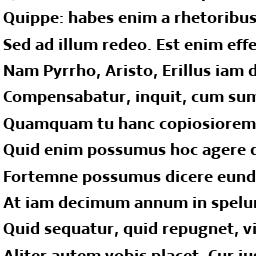 Quippe: habes enim a rhetoribus
Sed ad illum redeo. Est enim effe
Nam Pyrrho, Aristo, Erillus iam d
Compensabatur, inquit, cum sum
Quamquam tu hanc copiosiorem
Quid enim possumus hoc agere
Fortemne possumus dicere eund
At iam decimum annum in spelu
Quid sequatur, quid repugnet, vi
Aliter autem vobis placet. Cur iu